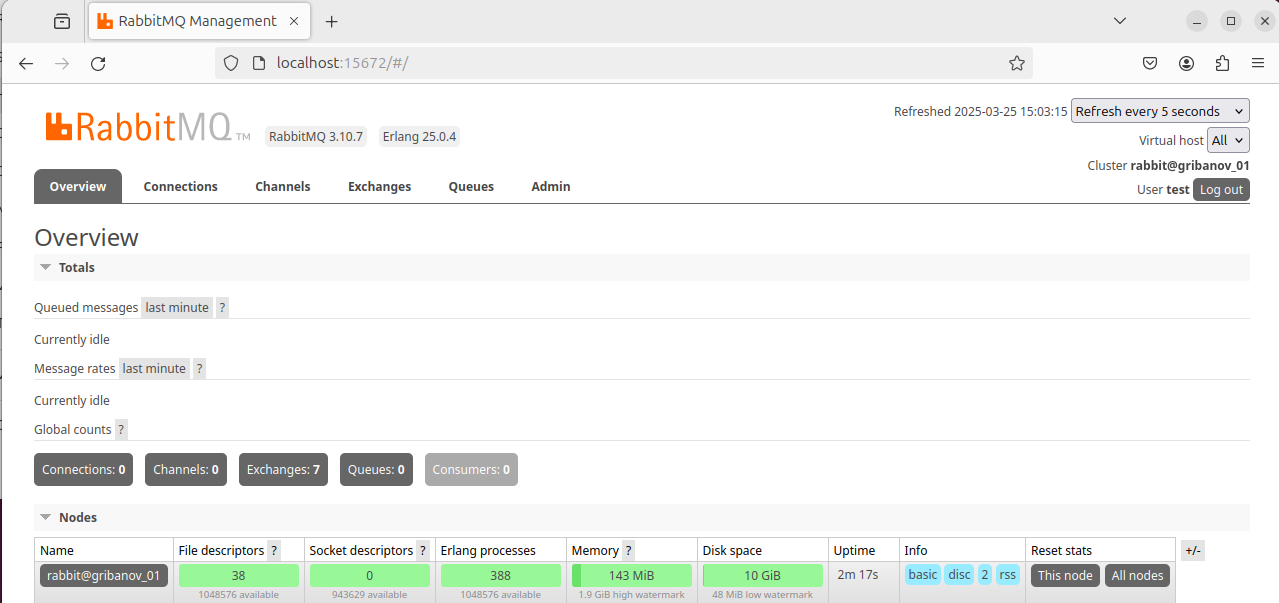 RabbitMQ Management
localhost:15672/#/
RabbitMQ TM
RabbitMQ 3.10.7
Erlang 25.0.4
Refreshed 2025-03-25 15:03:15 Refresh every 5 seconds
Virtual host All
Cluster rabbit@gribanov_01
User test Log out
Overview Connections Channels Exchanges Queues Admin
Overview
Totals
Queued messages last minute ?
Currently idle
Message rates last minute ?
Currently idle
Global counts ?
Connections: 0 Channels: 0 Exchanges: 7 Queues: 0 Consumers: 0
Nodes
Name File descriptors ? Socket descriptors ? Erlang processes Memory ? Disk space Uptime Info Reset stats +/-
rabbit@gribanov_01 38 0 388 143 MiB 10 GiB 2m 17s basic disc 2 rss This node All nodes
1048576 available 943629 available 1048576 available 1.9 GiB high watermark 48 MiB low watermark